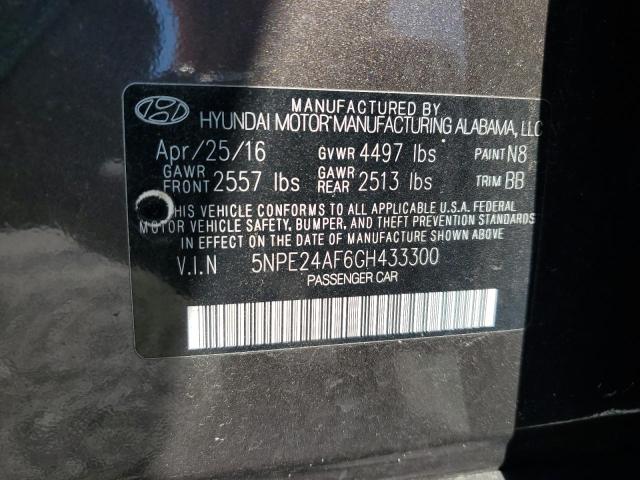 MANUFACTURED BY
HYUNDAI MOTOR MANUFACTURING ALABAMA, LLC
Apr/25/16 GVWR 4497 lbs PAINT N8
GAWR FRONT 2557 lbs GAWR REAR 2513 lbs TRIM BB
THIS VEHICLE CONFORMS TO ALL APPLICABLE U.S.A. FEDERAL
MOTOR VEHICLE SAFETY, BUMPER, AND THEFT PREVENTION STANDARDS
IN EFFECT ON THE DATE OF MANUFACTURE SHOWN ABOVE.
V.I.N 5NPE24AF6GH433300
PASSENGER CAR